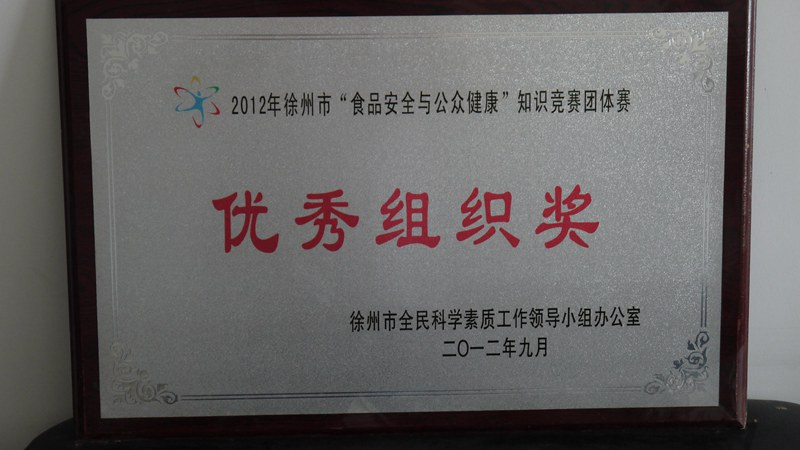 2012年徐州市“食品安全与公众健康”知识竞赛团体赛
优秀组织奖
徐州市全民科学素质工作领导小组办公室
二〇一二年九月